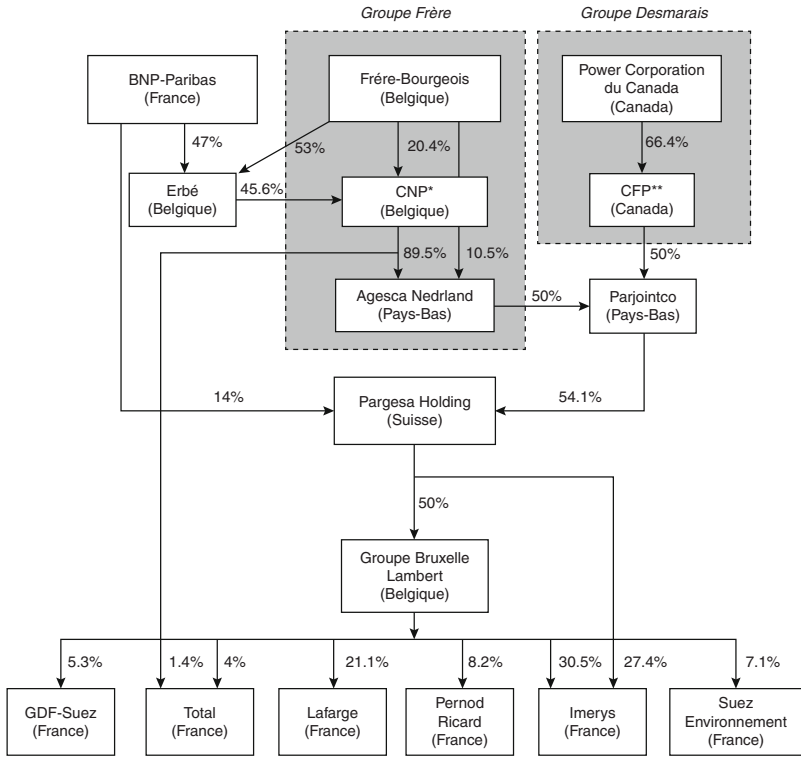 Groupe Frère
Groupe Desmarais
BNP-Paribas
(France)
Frére-Bourgeois
(Belgique)
Power Corporation
du Canada
(Canada)
47%
53%
20.4%
66.4%
Erbé
(Belgique)
45.6%
CNP*
(Belgique)
CFP**
(Canada)
89.5%
10.5%
50%
Agesca Nedrland
(Pays-Bas)
50%
Parjointco
(Pays-Bas)
14%
Pargesa Holding
(Suisse)
54.1%
50%
Groupe Bruxelle
Lambert
(Belgique)
5.3%
1.4%
4%
21.1%
8.2%
30.5%
27.4%
7.1%
GDF-Suez
(France)
Total
(France)
Lafarge
(France)
Pernod
Ricard
(France)
Imerys
(France)
Suez
Environnement
(France)